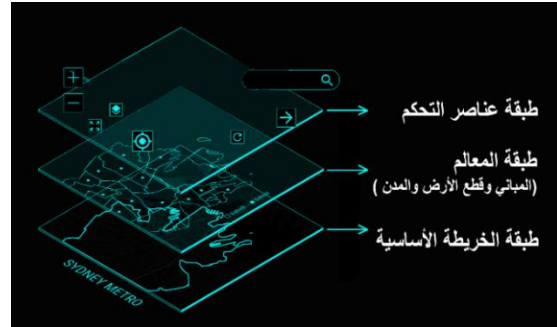 طبقة عناصر التحكم
طبقة المعالم
(المباني وقطع الأرض والمدن )
طبقة الخريطة الأساسية
SYDNEY METRO